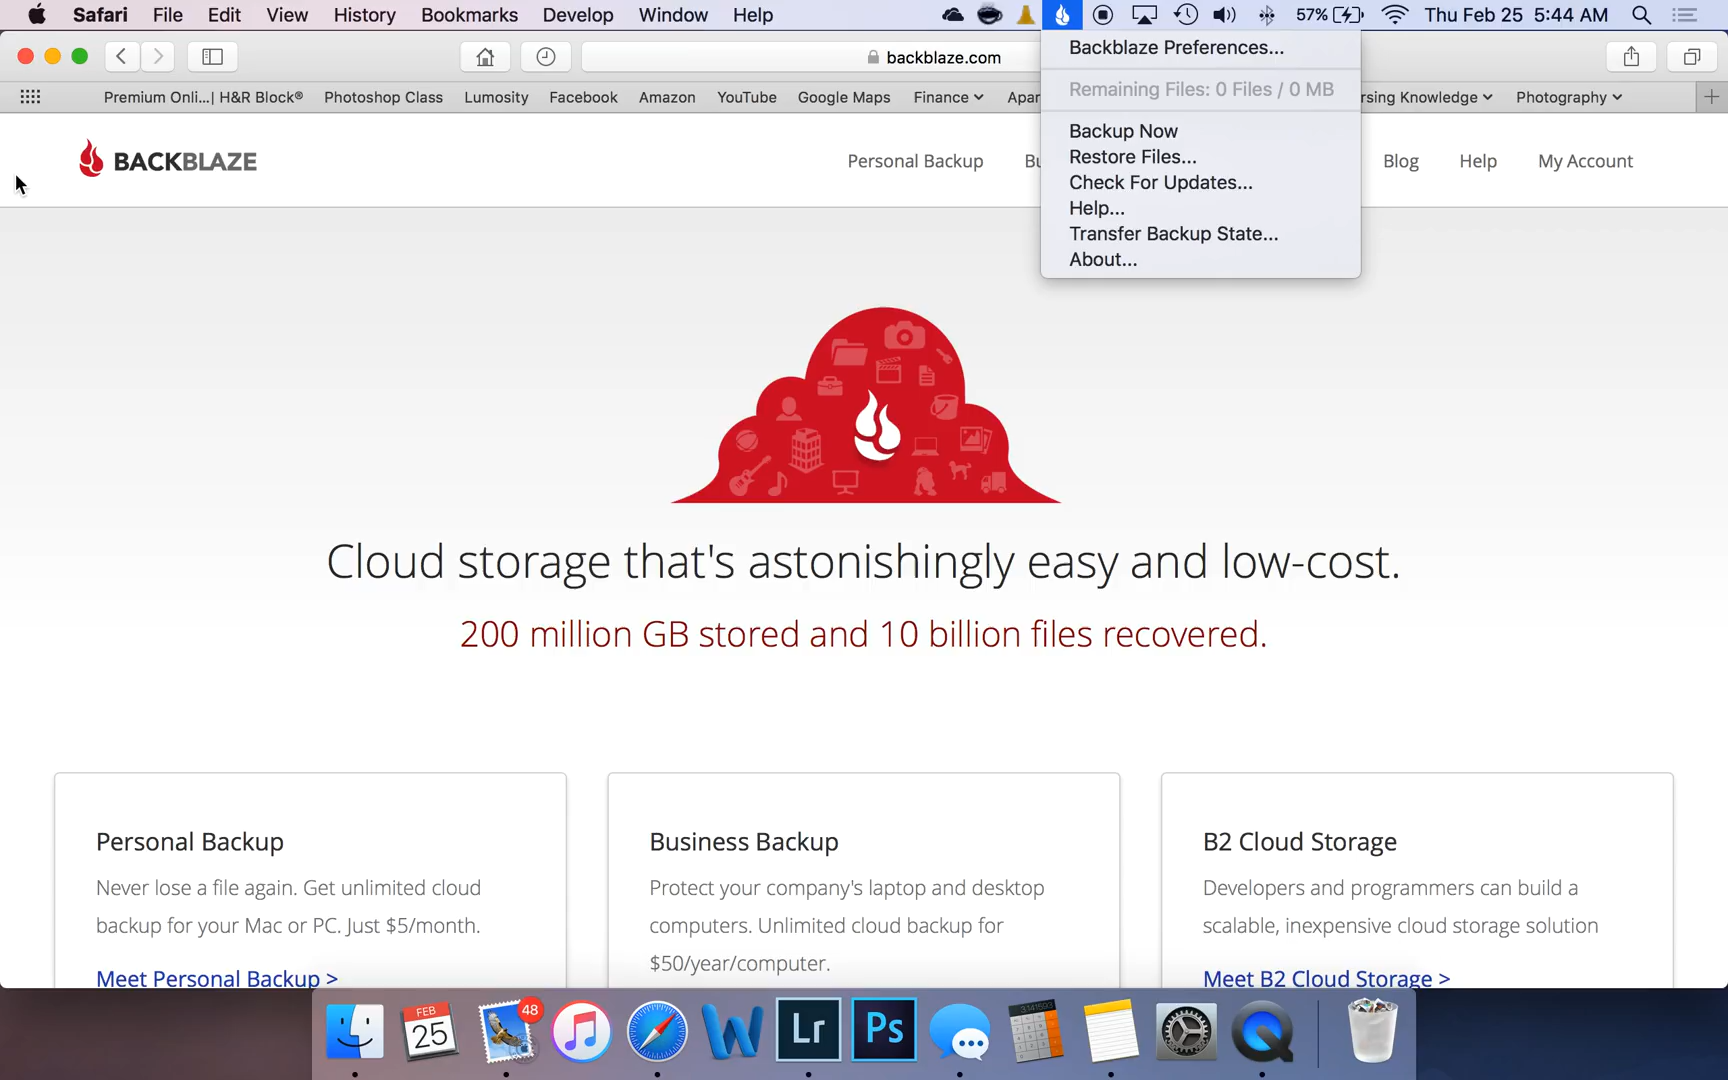 Safari File Edit View History Bookmarks Develop Window Help 57% Thu Feb 25 5:44 AM
backblaze.com
Premium Onli...| H&R Block® Photoshop Class Lumosity Facebook Amazon YouTube Google Maps Finance Apar rsing Knowledge Photography
Backblaze Preferences...
Remaining Files: 0 Files / 0 MB
Backup Now
Restore Files...
Check For Updates...
Help...
Transfer Backup State...
About...
BACKBLAZE
Personal Backup Bu Blog Help My Account
Cloud storage that's astonishingly easy and low-cost.
200 million GB stored and 10 billion files recovered.
Personal Backup
Never lose a file again. Get unlimited cloud
backup for your Mac or PC. Just $5/month.
Meet Personal Backup >
Business Backup
Protect your company's laptop and desktop
computers. Unlimited cloud backup for
$50/year/computer.
B2 Cloud Storage
Developers and programmers can build a
scalable, inexpensive cloud storage solution
Meet B2 Cloud Storage >
FEB
25
48
W
Lr
Ps
3.141593